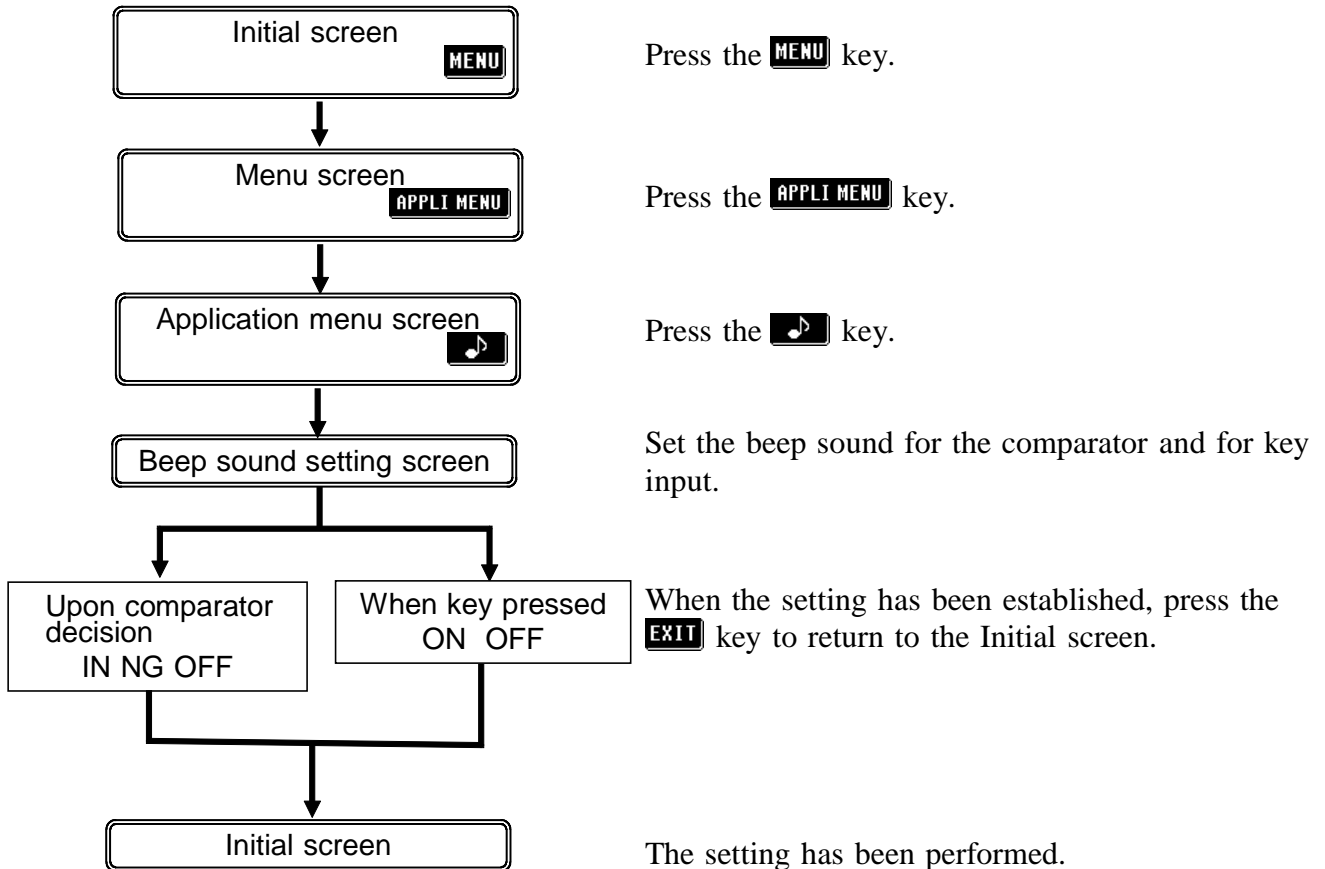 Initial screen
MENU
Press the MENU key.
Menu screen
APPLI MENU
Press the APPLI MENU key.
Application menu screen
Press the key.
Beep sound setting screen
Set the beep sound for the comparator and for key
input.
Upon comparator
decision
IN NG OFF
When key pressed
ON OFF
When the setting has been established, press the
EXIT key to return to the Initial screen.
Initial screen
The setting has been performed.